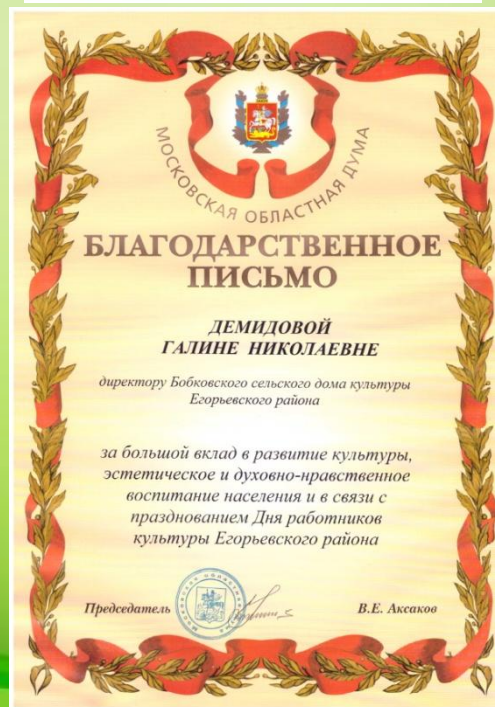 МОСКОВСКАЯ ОБЛАСТНАЯ ДУМА
БЛАГОДАРСТВЕННОЕ
ПИСЬМО
ДЕМИДОВОЙ
ГАЛИНЕ НИКОЛАЕВНЕ
директору Бобковского сельского дома культуры
Егорьевского района
за большой вклад в развитие культуры,
эстетическое и духовно-нравственное
воспитание населения и в связи с
празднованием Дня работников
культуры Егорьевского района
Председатель
В.Е. Аксаков